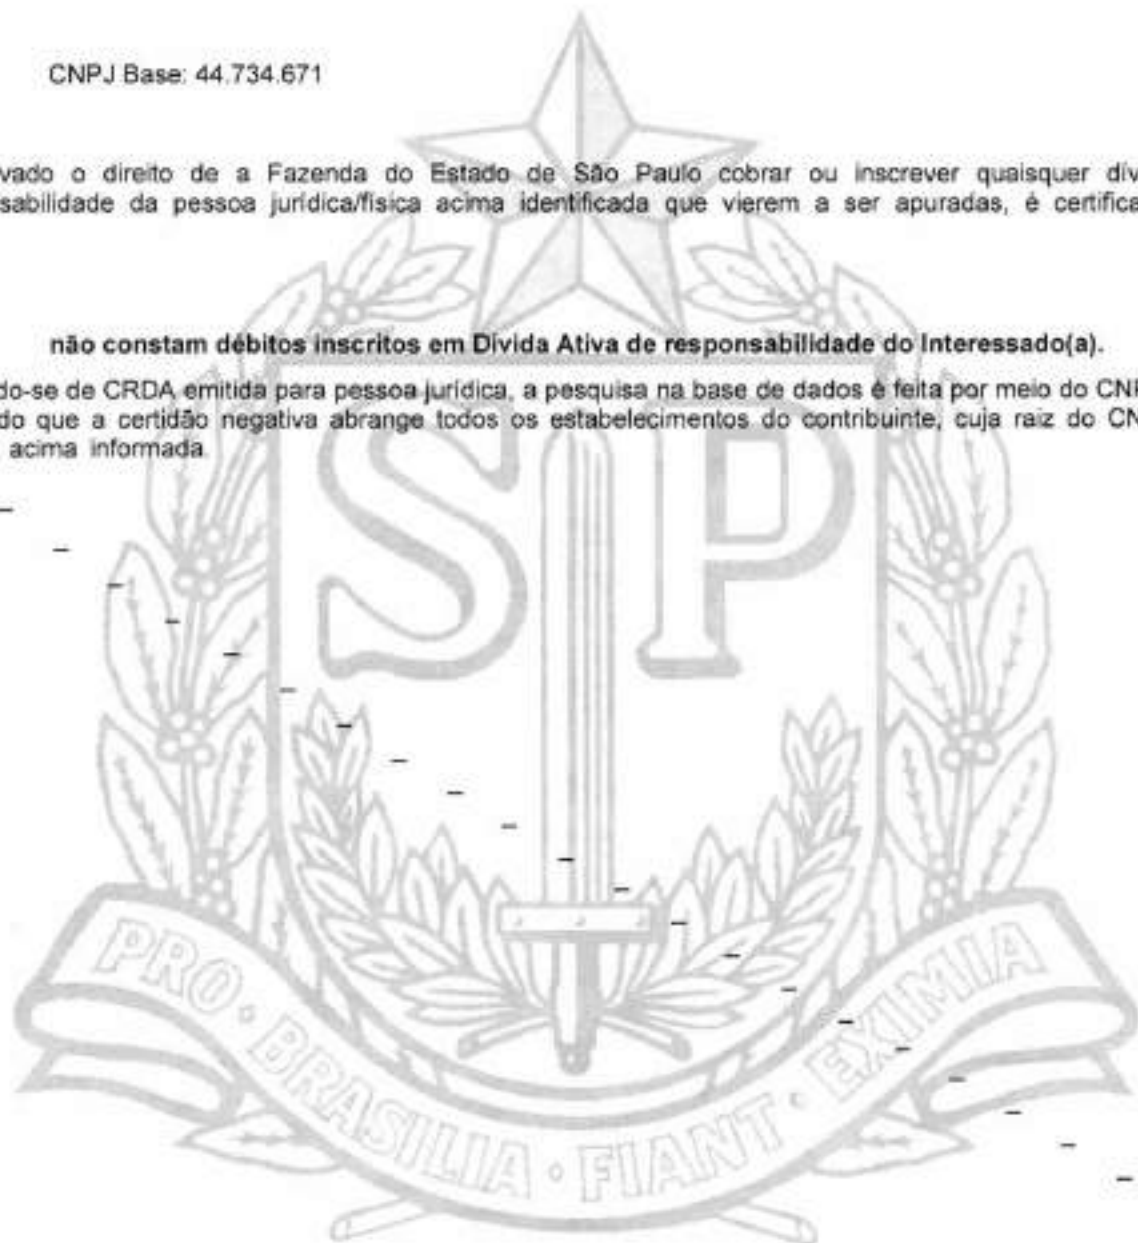 CNPJ Base: 44.734.671
vado o direito de a Fazenda do Estado de São Paulo cobrar ou inscrever quaisquer dív
sabilidade da pessoa jurídica/física acima identificada que vierem a ser apuradas, é certifica
não constam débitos inscritos em Dívida Ativa de responsabilidade do Interessado(a).
do-se de CRDA emitida para pessoa jurídica, a pesquisa na base de dados é feita por meio do CN
do que a certidão negativa abrange todos os estabelecimentos do contribuinte, cuja raiz do CN
acima informada.
SP
PRO · BRASILIA · FIANT · EXIMIA